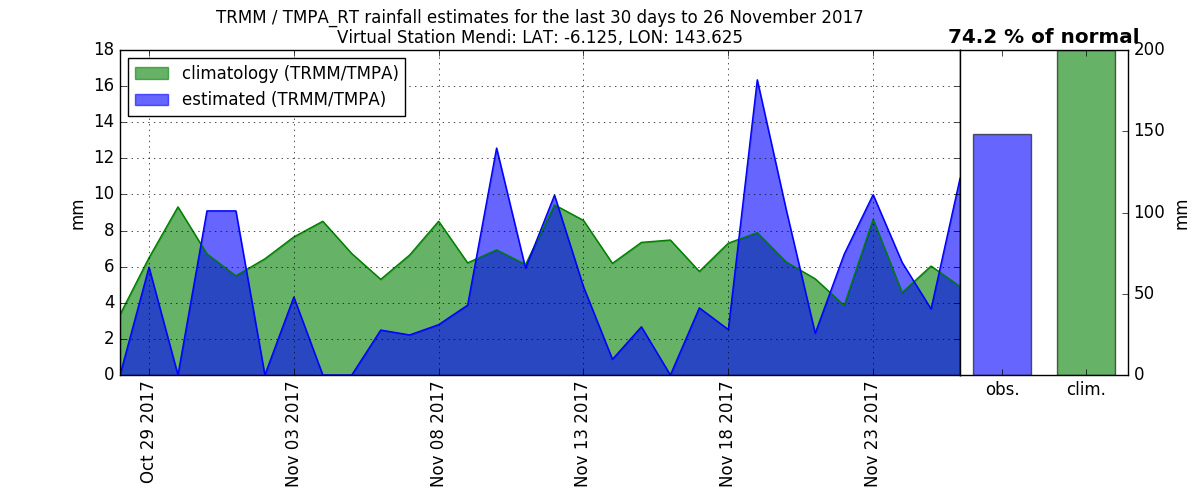 TRMM / TMPA_RT rainfall estimates for the last 30 days to 26 November 2017
Virtual Station Mendi: LAT: -6.125, LON: 143.625
74.2 % of normal
climatology (TRMM/TMPA)
estimated (TRMM/TMPA)
18
16
14
12
10
8
6
4
2
0
mm
200
150
100
50
0
mm
obs.
clim.
Oct 29 2017
Nov 03 2017
Nov 08 2017
Nov 13 2017
Nov 18 2017
Nov 23 2017